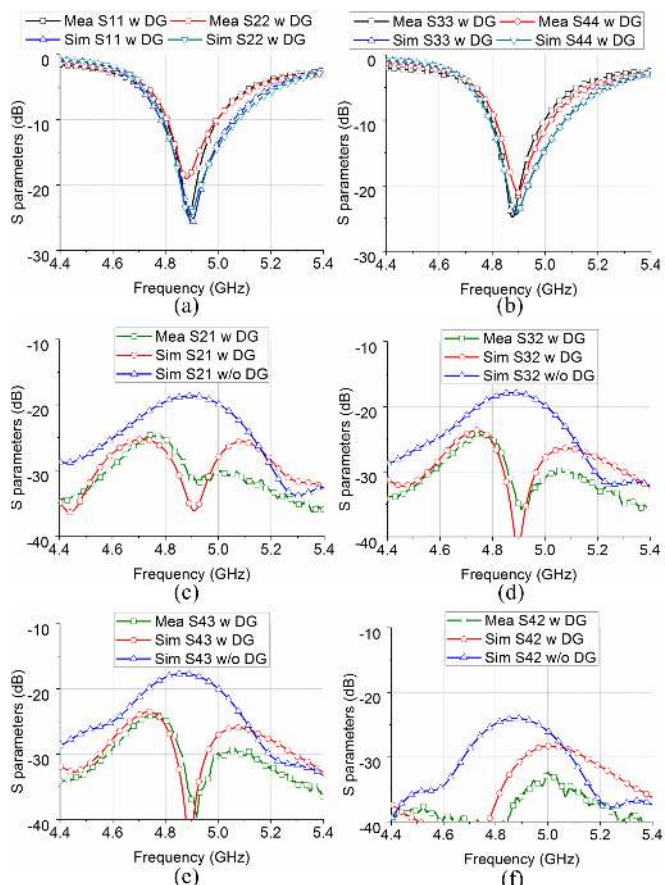 Mea S11 w DG Mea S22 w DG
Sim S11 w DG Sim S22 w DG
0
-10
-20
-30
S parameters (dB)
4.4 4.6 4.8 5.0 5.2 5.4
Frequency (GHz)
(a)
Mea S33 w DG Mea S44 w DG
Sim S33 w DG Sim S44 w DG
0
-10
-20
-30
S parameters (dB)
4.4 4.6 4.8 5.0 5.2 5.4
Frequency (GHz)
(b)
Mea S21 w DG
Sim S21 w DG
Sim S21 w/o DG
-10
-20
-30
-40
S parameters (dB)
4.4 4.6 4.8 5.0 5.2 5.4
Frequency (GHz)
(c)
Mea S32 w DG
Sim S32 w DG
Sim S32 w/o DG
-10
-20
-30
-40
S parameters (dB)
4.4 4.6 4.8 5.0 5.2 5.4
Frequency (GHz)
(d)
Mea S43 w DG
Sim S43 w DG
Sim S43 w/o DG
-10
-20
-30
-40
S parameters (dB)
4.4 4.6 4.8 5.0 5.2 5.4
Frequency (GHz)
(e)
Mea S42 w DG
Sim S42 w DG
Sim S42 w/o DG
-10
-20
-30
-40
S parameters (dB)
4.4 4.6 4.8 5.0 5.2 5.4
Frequency (GHz)
(f)